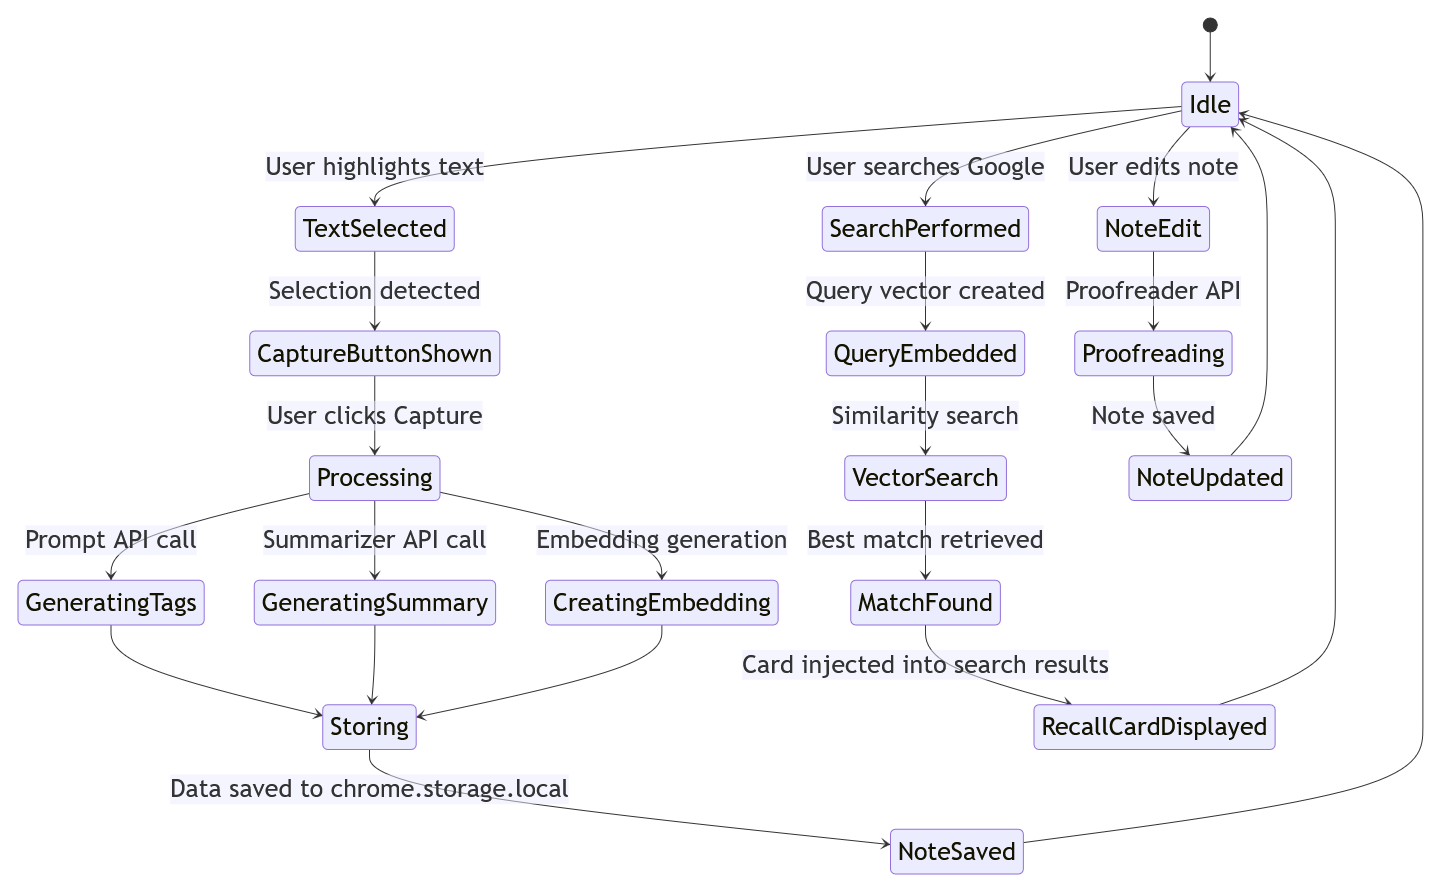 Idle
User highlights text
User searches Google
User edits note
TextSelected
SearchPerformed
NoteEdit
Selection detected
Query vector created
Proofreader API
CaptureButtonShown
QueryEmbedded
Proofreading
User clicks Capture
Similarity search
Note saved
Processing
VectorSearch
NoteUpdated
Prompt API call
Summarizer API call
Embedding generation
Best match retrieved
GeneratingTags
GeneratingSummary
CreatingEmbedding
MatchFound
Card injected into search results
Storing
RecallCardDisplayed
Data saved to chrome.storage.local
NoteSaved